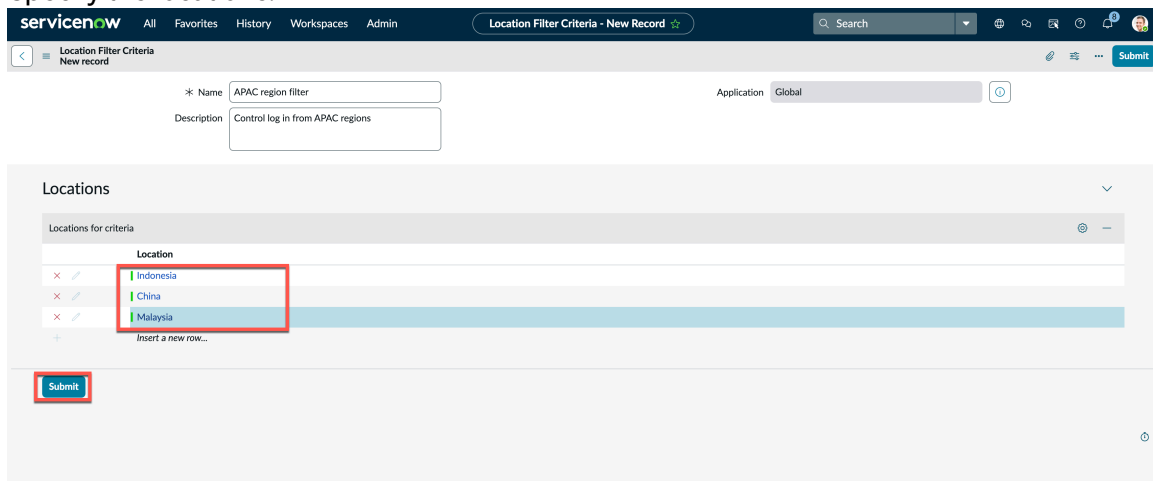 servicenow All Favorites History Workspaces Admin Location Filter Criteria - New Record Search 8
Location Filter Criteria
New record
Submit
* Name APAC region filter Application Global
Description Control log in from APAC regions
Locations
Locations for criteria
Location
Indonesia
China
Malaysia
Insert a new row...
Submit